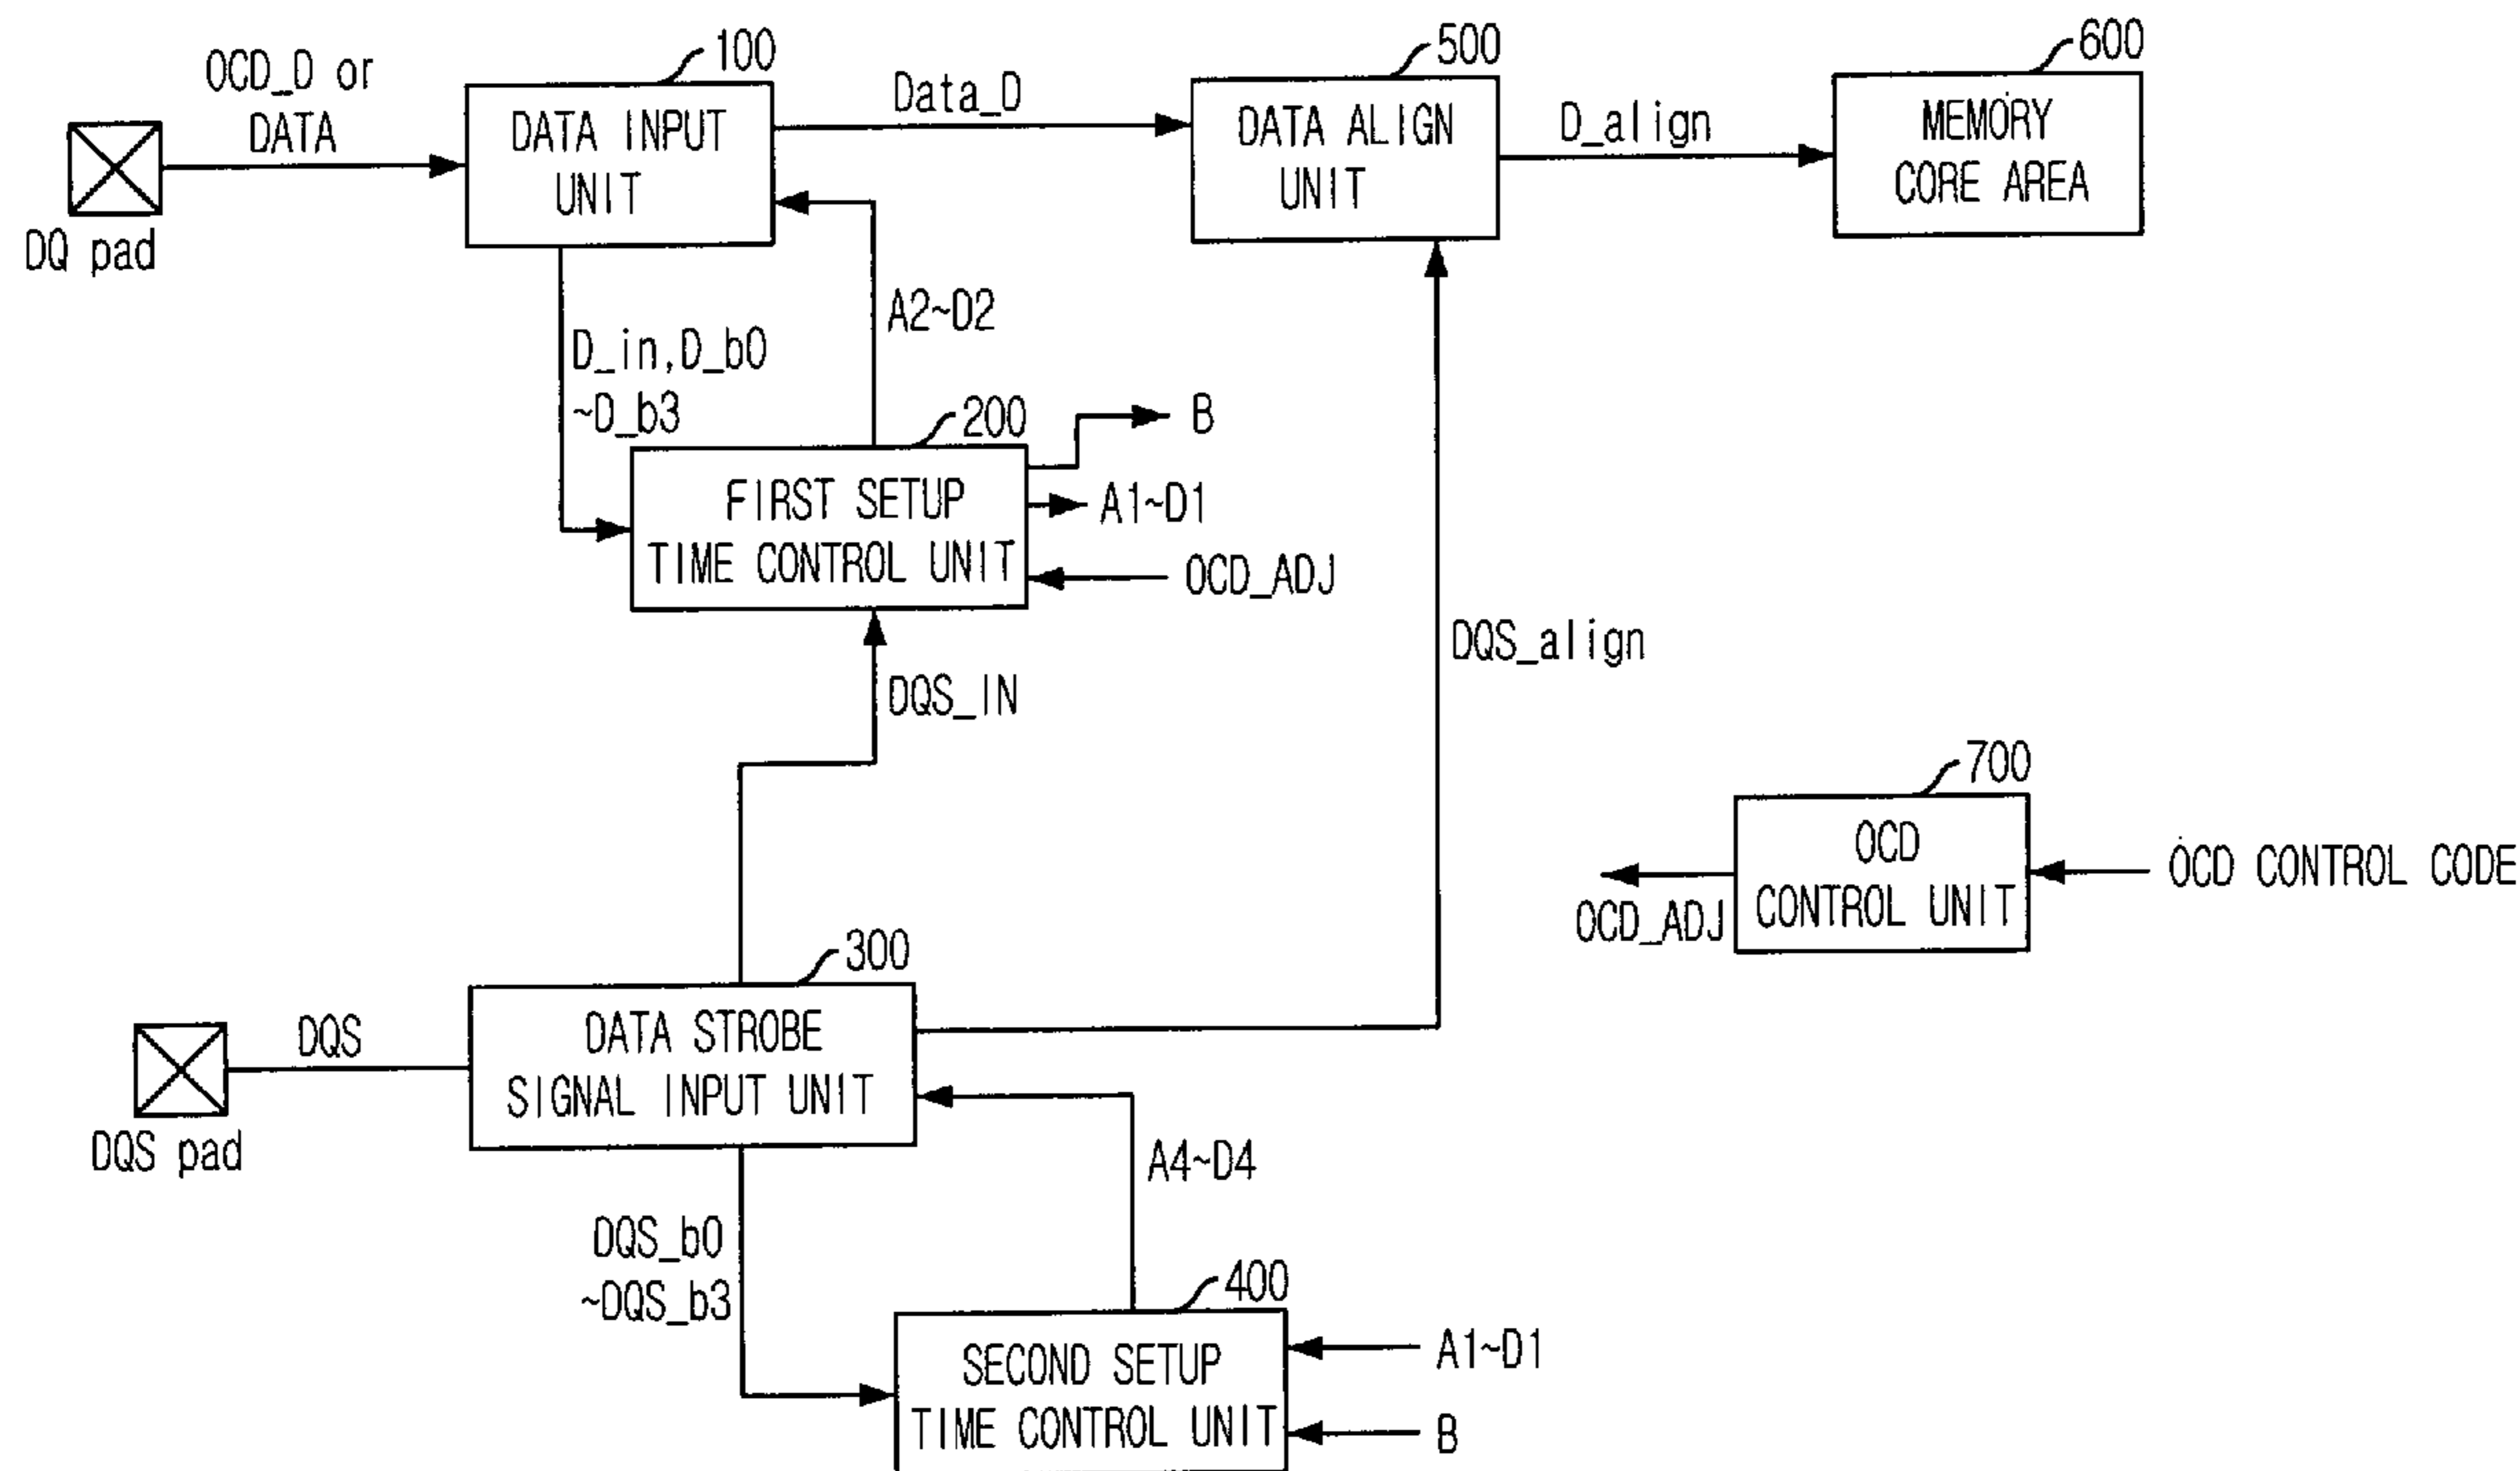 100
500
600
OCD_D or
DATA
Data_D
D_align
DATA INPUT
UNIT
DATA ALIGN
UNIT
MEMORY
CORE AREA
DQ pad
A2~D2
D_in,D_b0
~D_b3
200
B
FIRST SETUP
TIME CONTROL UNIT
A1~D1
OCD_ADJ
DQS_align
DQS_IN
700
OCD
CONTROL UNIT
OCD CONTROL CODE
OCD_ADJ
300
DQS
DATA STROBE
SIGNAL INPUT UNIT
DQS pad
A4~D4
DQS_b0
~DQS_b3
400
SECOND SETUP
TIME CONTROL UNIT
A1~D1
B